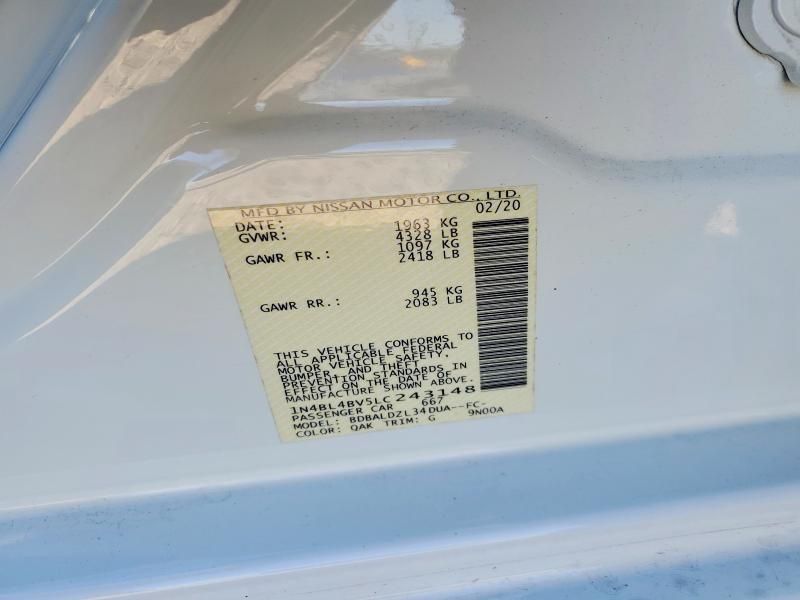 MFD BY NISSAN MOTOR CO., LTD.
DATE: 02/20
GVWR: 1963 KG
4328 LB
GAWR FR.: 1097 KG
2418 LB
GAWR RR.: 945 KG
2083 LB
THIS VEHICLE CONFORMS TO
ALL APPLICABLE FEDERAL
MOTOR VEHICLE SAFETY,
BUMPER, AND THEFT
PREVENTION STANDARDS IN
EFFECT ON THE DATE OF
MANUFACTURE SHOWN ABOVE.
1N4BL4BV5LC243148
PASSENGER CAR 667
MODEL: BDBALDZL34DUA--FC-
COLOR: QAK TRIM: G 9N00A